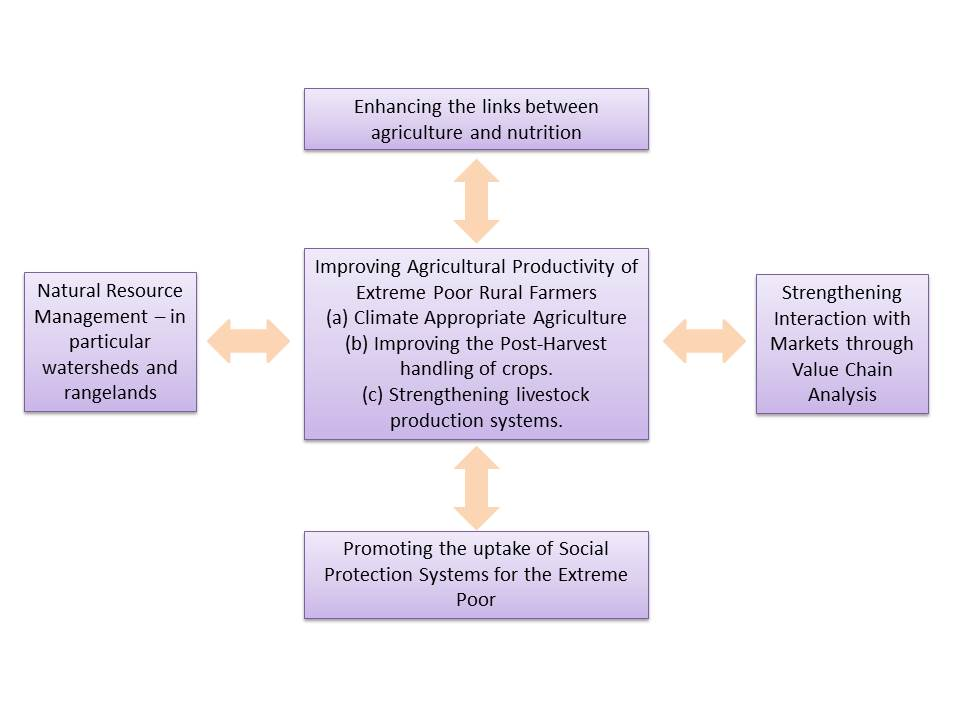 Enhancing the links between
agriculture and nutrition
Natural Resource
Management – in
particular
watersheds and
rangelands
Improving Agricultural Productivity of
Extreme Poor Rural Farmers
(a) Climate Appropriate Agriculture
(b) Improving the Post-Harvest
handling of crops.
(c) Strengthening livestock
production systems.
Strengthening
Interaction with
Markets through
Value Chain
Analysis
Promoting the uptake of Social
Protection Systems for the Extreme
Poor